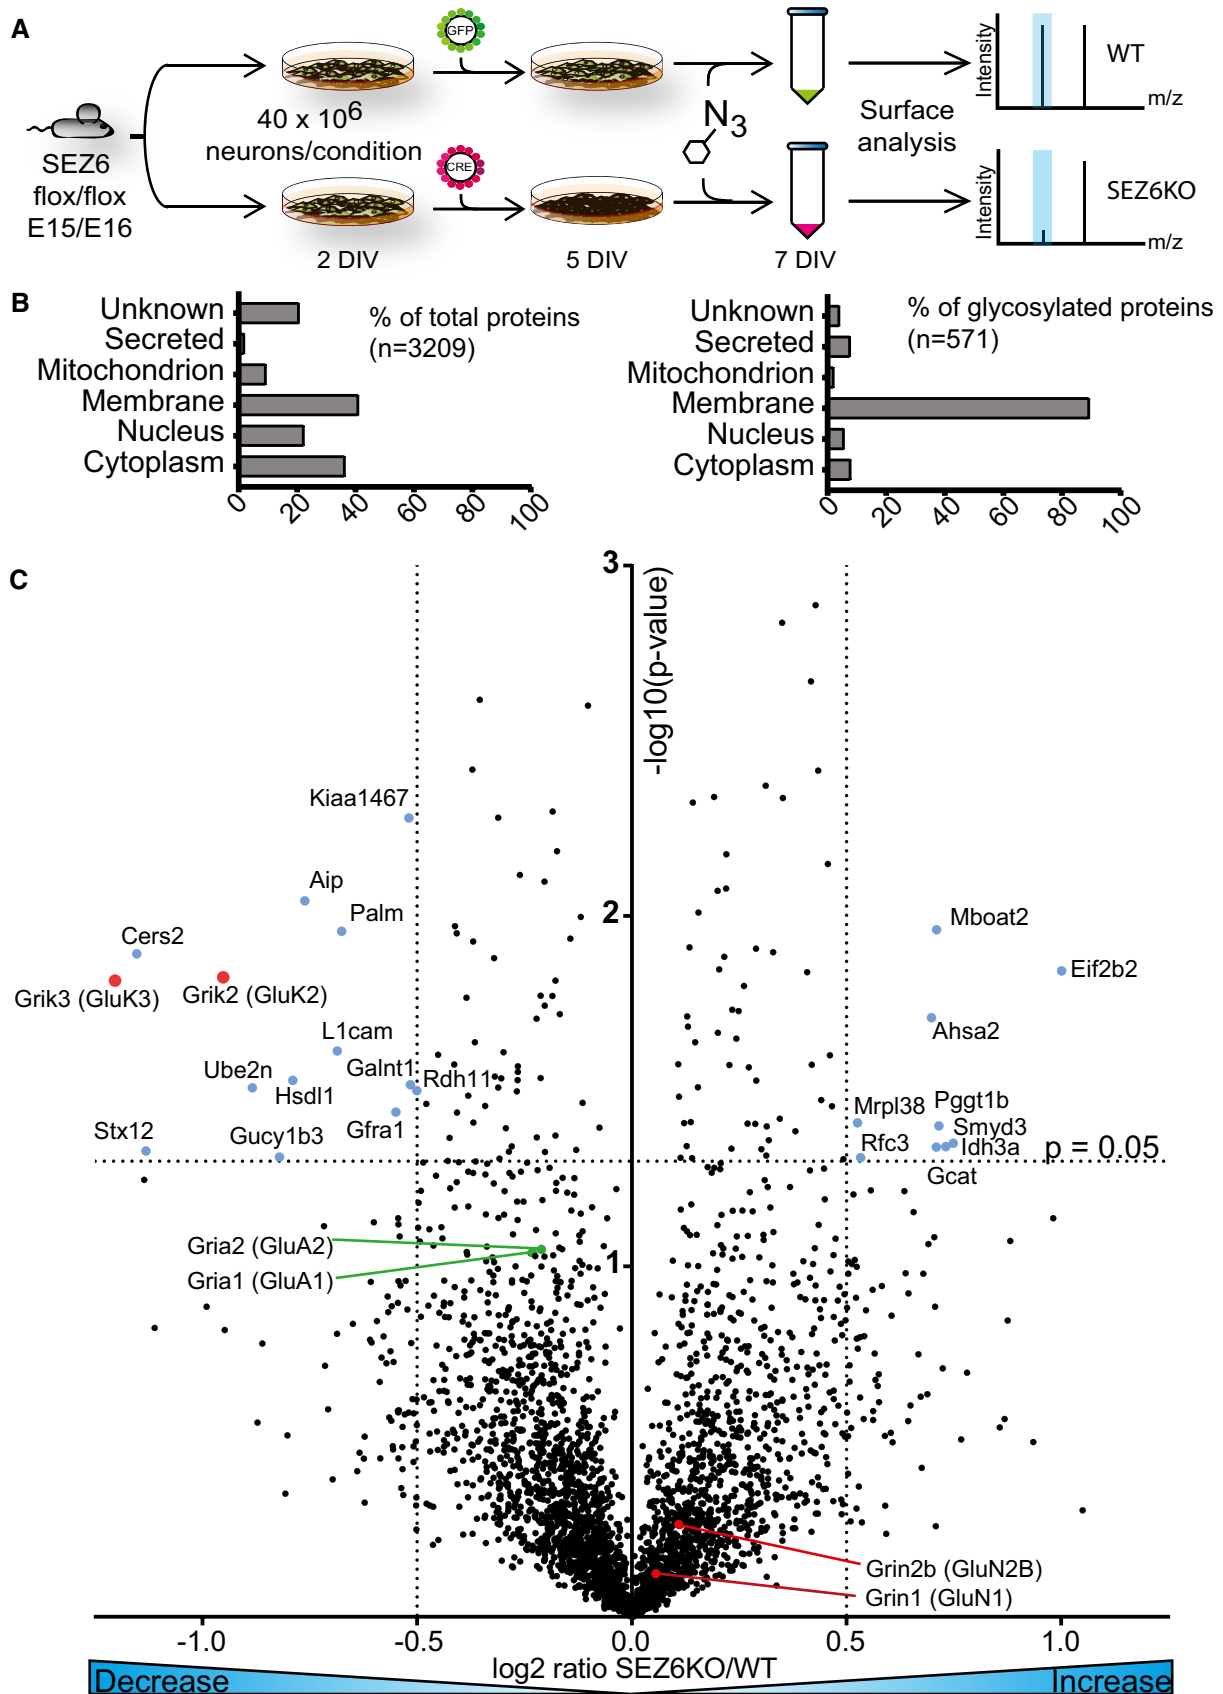 A
SEZ6
flox/flox
E15/E16
GFP
CRE
40 x 10⁶
neurons/condition
2 DIV
5 DIV
7 DIV
N₃
Surface
analysis
Intensity
m/z
WT
Intensity
m/z
SEZ6KO
B
Unknown
Secreted
Mitochondrion
Membrane
Nucleus
Cytoplasm
0 20 40 60 80 100
% of total proteins
(n=3209)
Unknown
Secreted
Mitochondrion
Membrane
Nucleus
Cytoplasm
0 20 40 60 80 100
% of glycosylated proteins
(n=571)
C
3
2
1
-log10(p-value)
Kiaa1467
Aip
Palm
Cers2
Grik3 (GluK3)
Grik2 (GluK2)
L1cam
Galnt1
Rdh11
Ube2n
Hsdl1
Gfra1
Stx12
Gucy1b3
Mboat2
Eif2b2
Ahsa2
Mrpl38
Pggt1b
Smyd3
Rfc3
Idh3a
Gcat
p = 0.05
Gria2 (GluA2)
Gria1 (GluA1)
Grin2b (GluN2B)
Grin1 (GluN1)
-1.0 -0.5 0.0 0.5 1.0
log2 ratio SEZ6KO/WT
Decrease
Increase